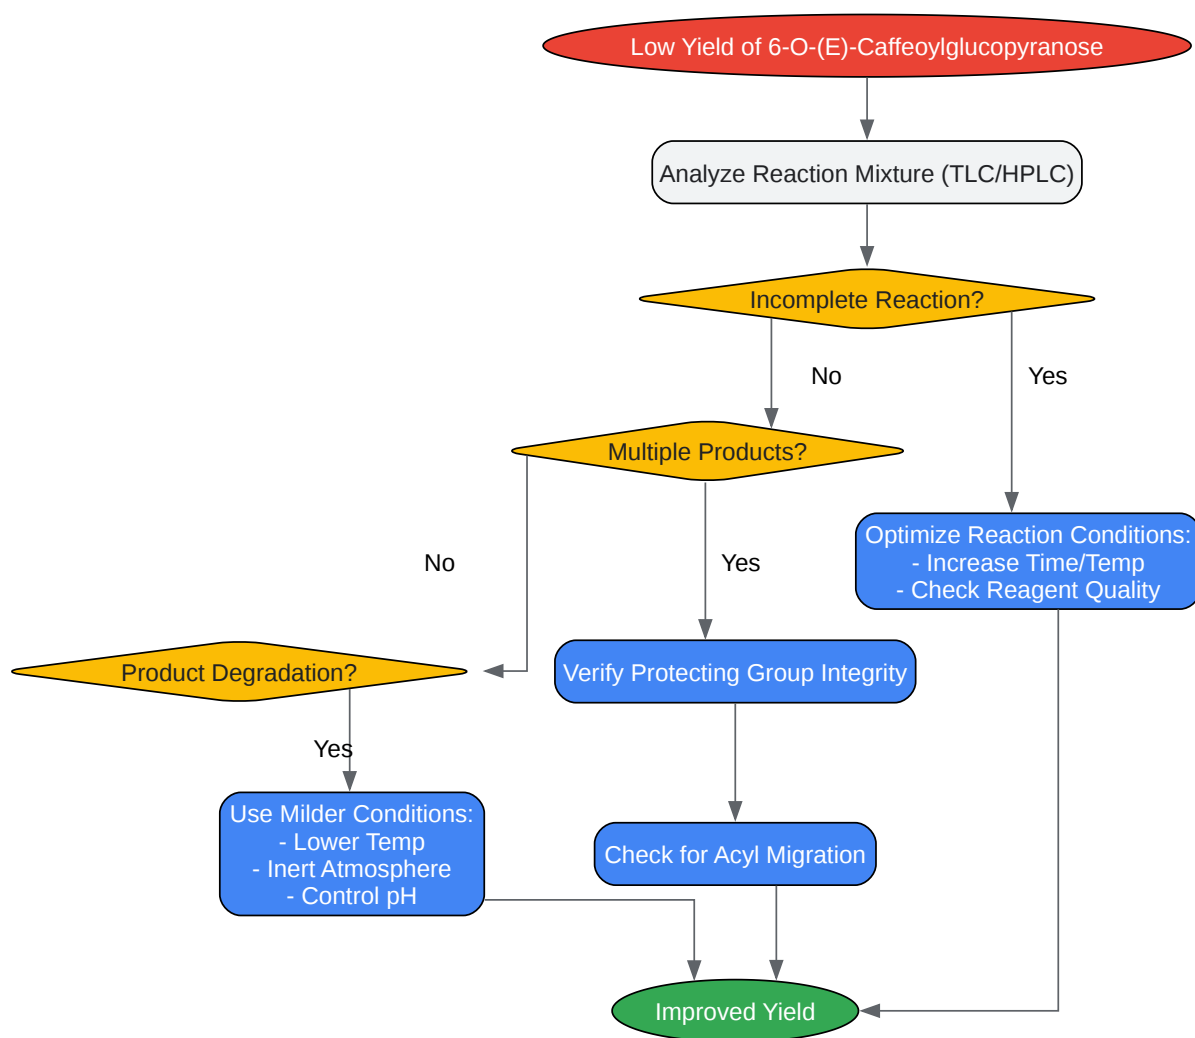 Low Yield of 6-O-(E)-Caffeoylglucopyranose
Analyze Reaction Mixture (TLC/HPLC)
Incomplete Reaction?
No
Yes
Multiple Products?
Optimize Reaction Conditions:
- Increase Time/Temp
- Check Reagent Quality
No
Yes
Product Degradation?
Verify Protecting Group Integrity
Yes
Use Milder Conditions:
- Lower Temp
- Inert Atmosphere
- Control pH
Check for Acyl Migration
Improved Yield